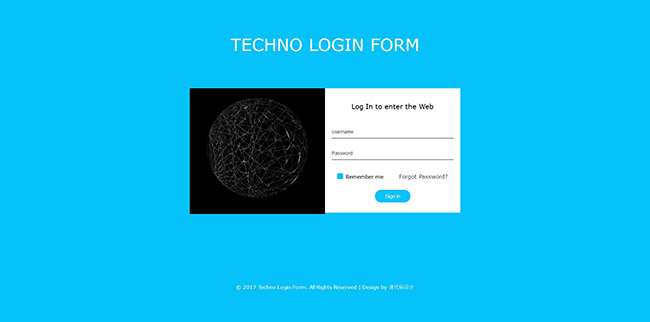 TECHNO LOGIN FORM
Log In to enter the Web
Username
Password
Remember me
Forgot Password?
Sign In
© 2017 Techno Login Form. All Rights Reserved | Design by